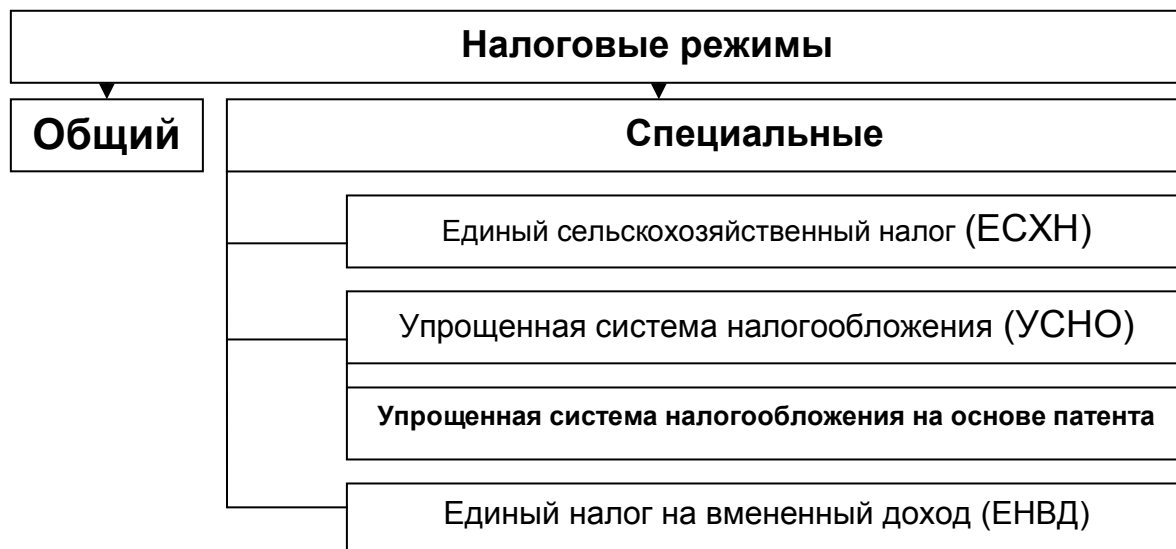 Налоговые режимы
Общий
Специальные
Единый сельскохозяйственный налог (ЕСХН)
Упрощенная система налогообложения (УСНО)
Упрощенная система налогообложения на основе патента
Единый налог на вмененный доход (ЕНВД)